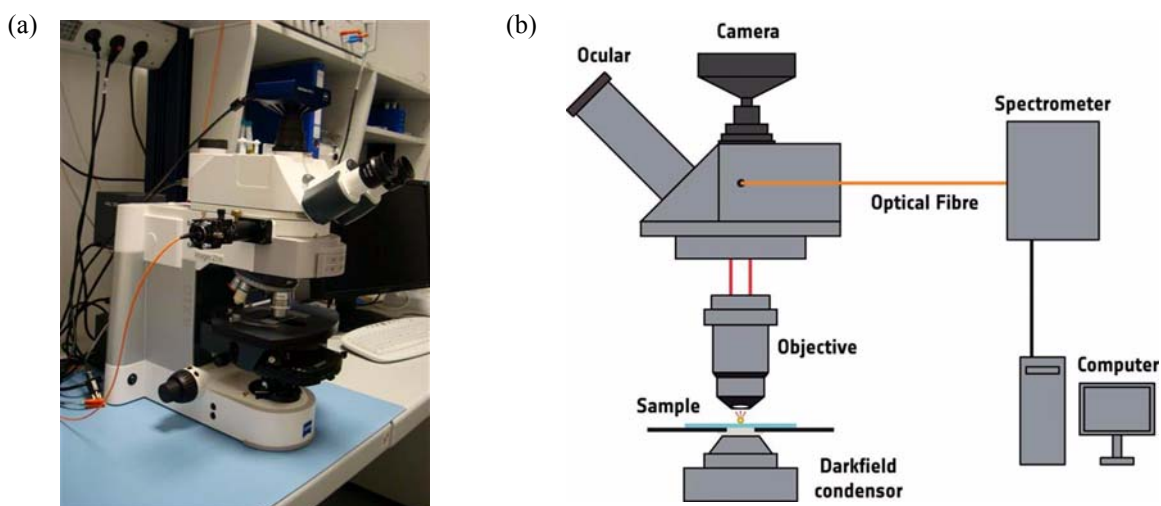 (a)
(b)
Camera
Ocular
Spectrometer
Optical Fibre
Objective
Computer
Sample
Darkfield
condensor